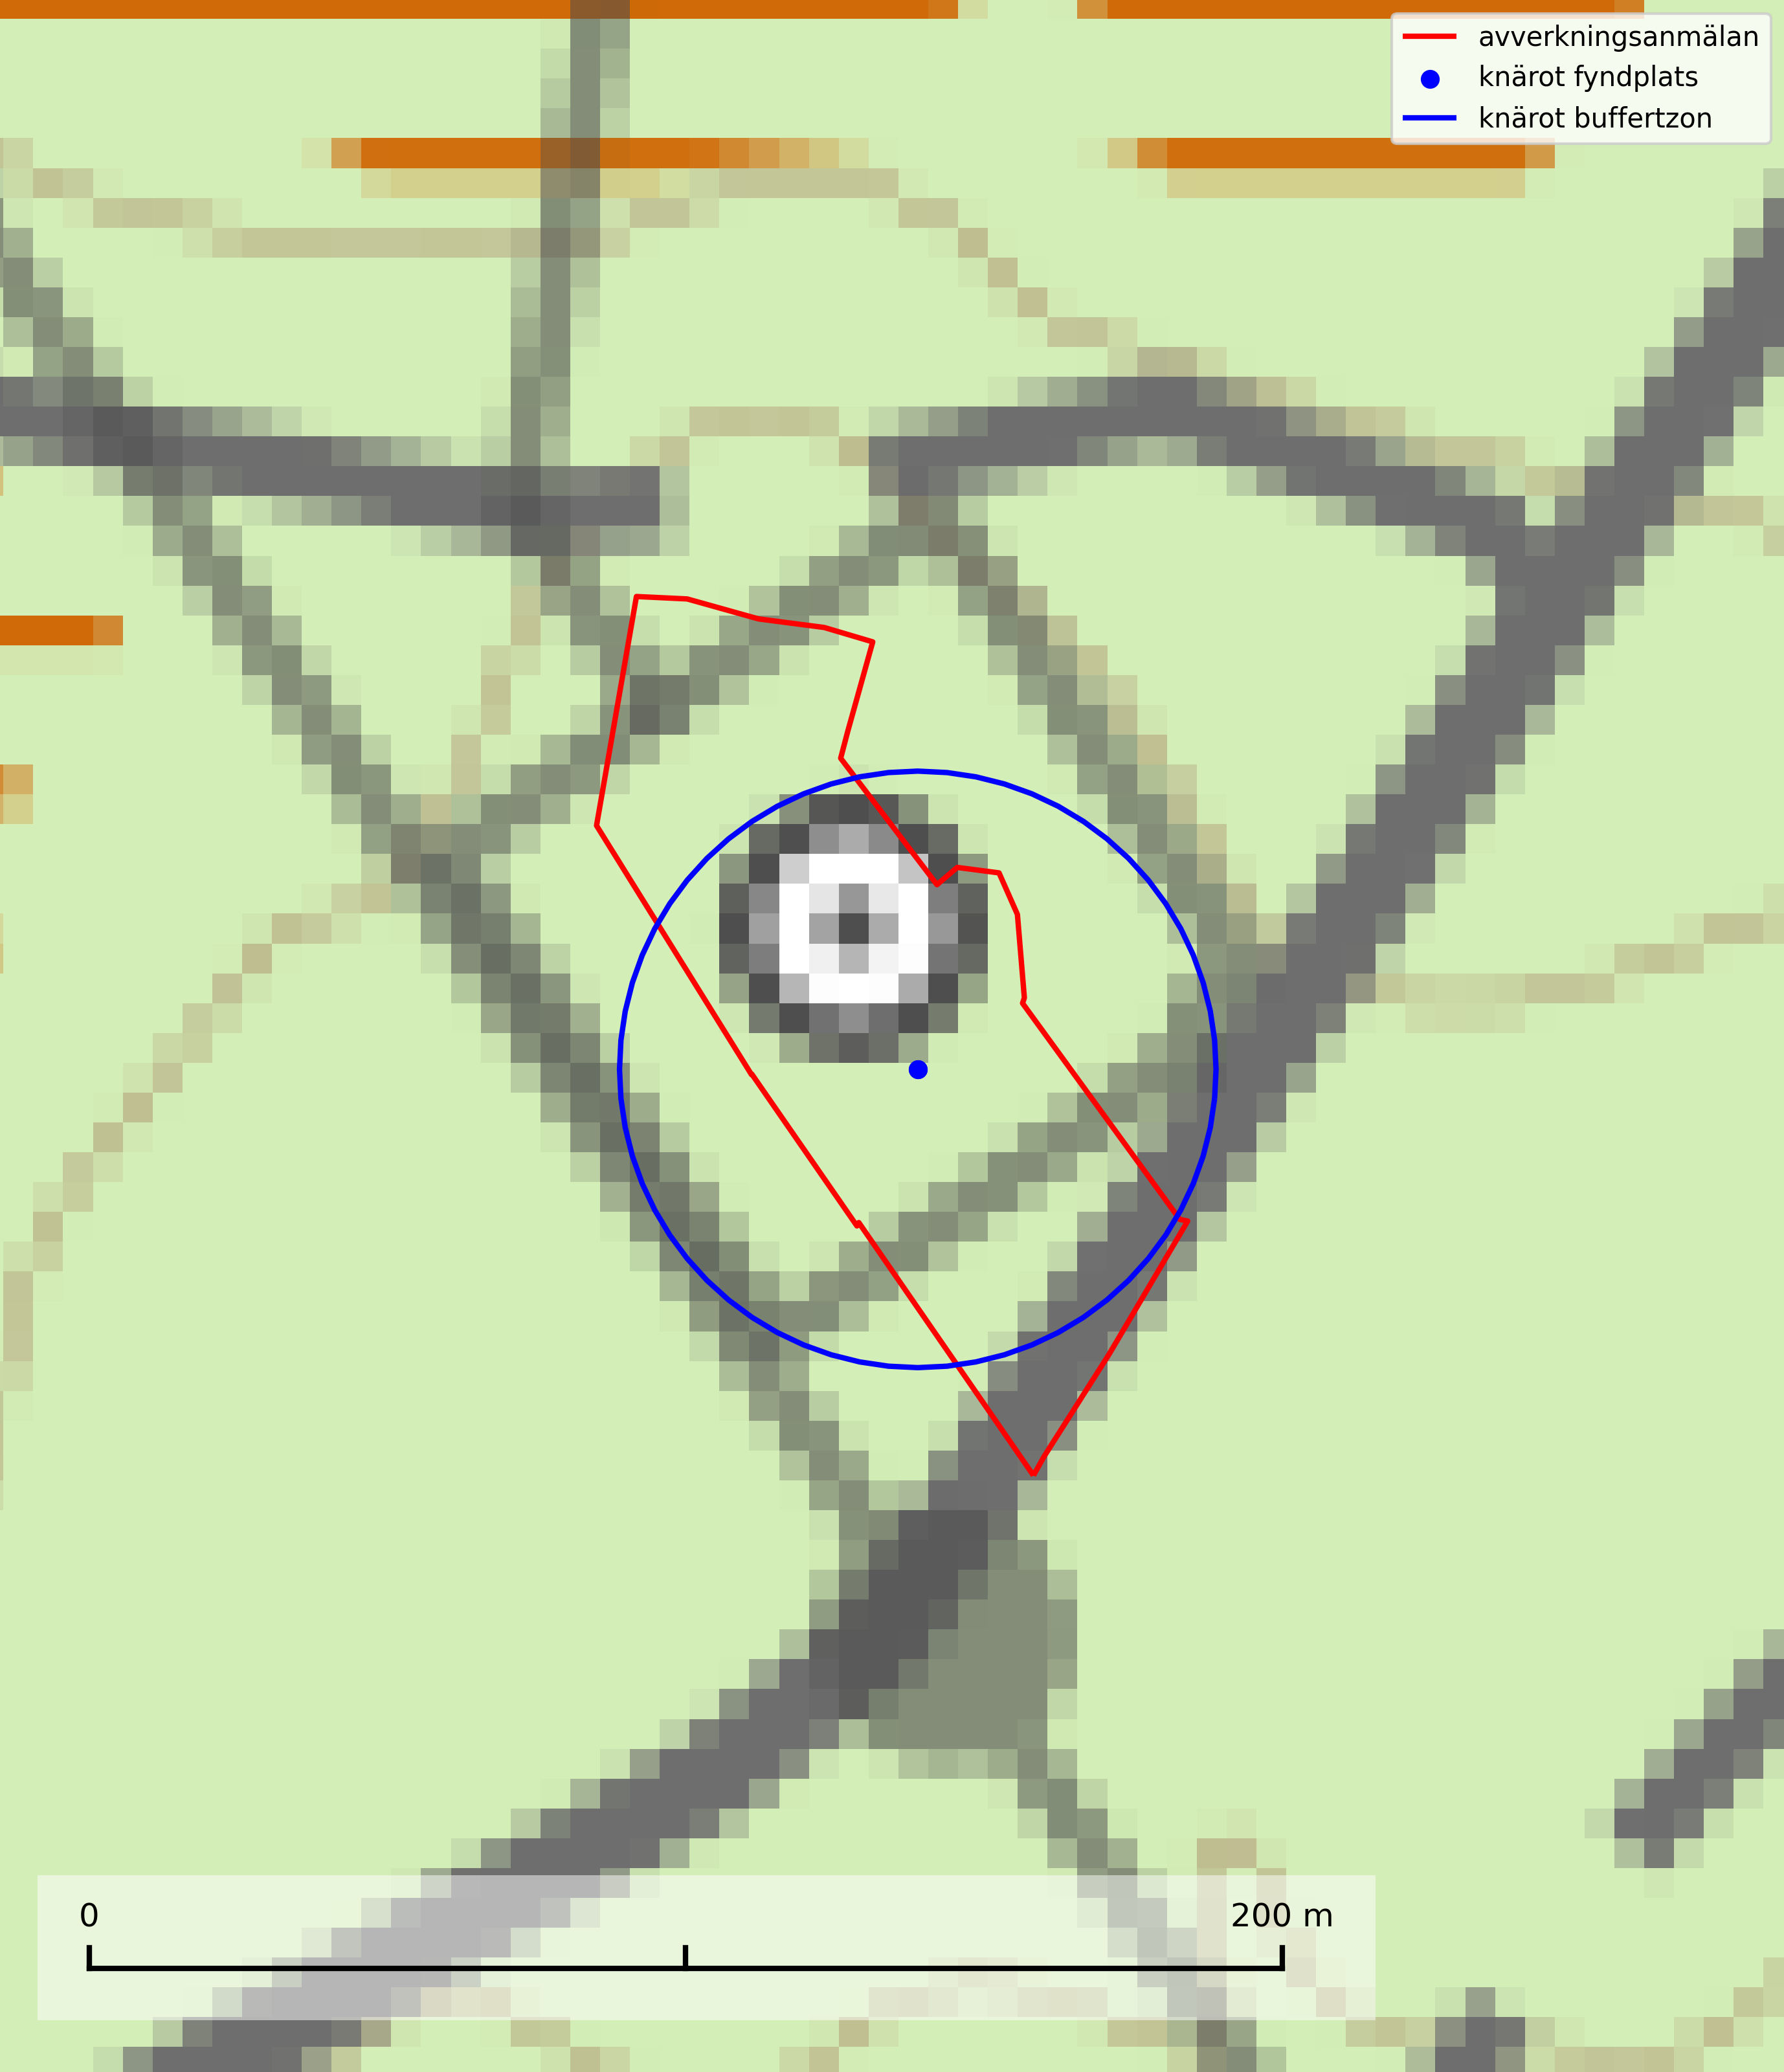 avverkningsanmälan
knärot fyndplats
knärot buffertzon
0
200 m